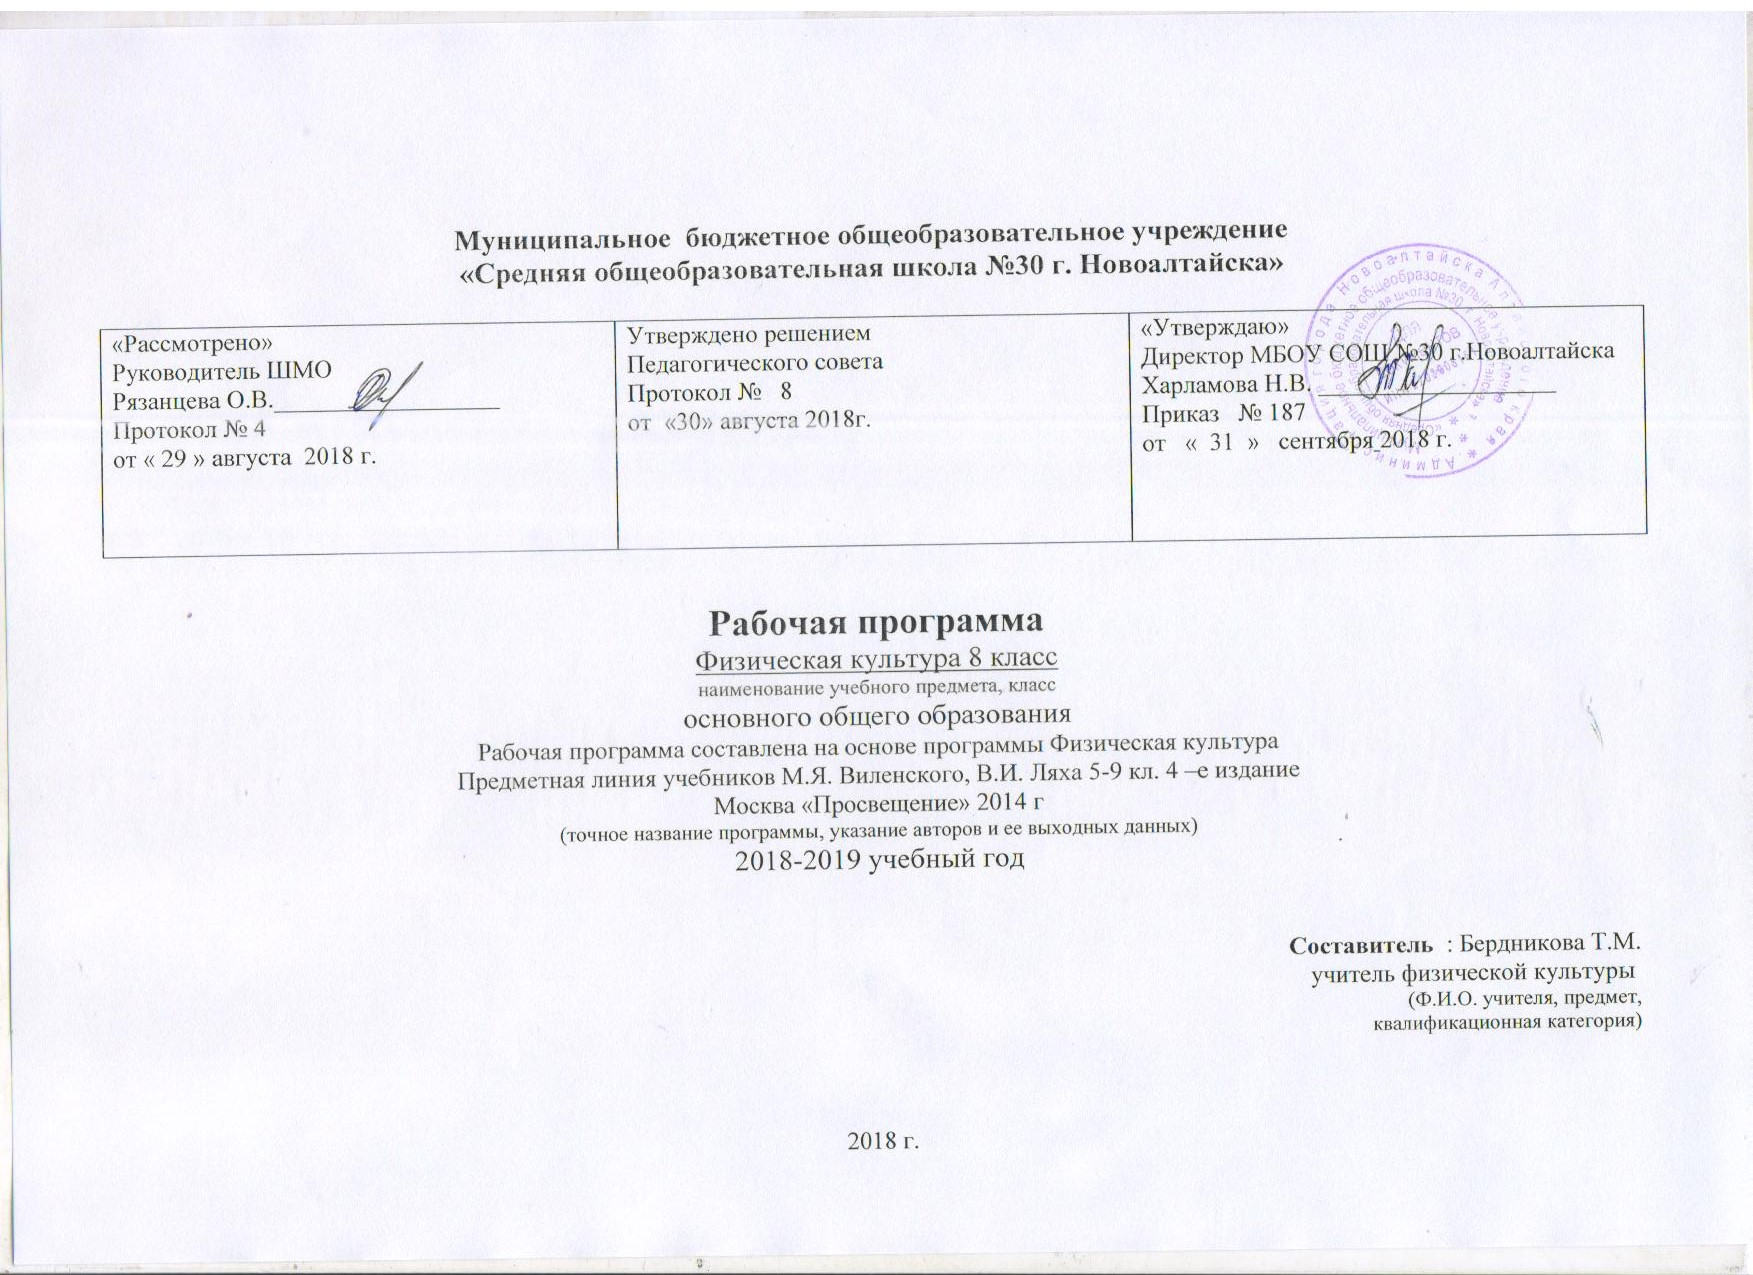 Муниципальное бюджетное общеобразовательное учреждение
«Средняя общеобразовательная школа №30 г. Новоалтайска»
«Рассмотрено»
Руководитель ШМО
Рязанцева О.В.__________________
Протокол № 4
от « 29 » августа 2018 г.
Утверждено решением
Педагогического совета
Протокол № 8
от «30» августа 2018г.
«Утверждаю»
Директор МБОУ СОШ №30 г.Новоалтайска
Харламова Н.В.____________________
Приказ № 187
от « 31 » сентября 2018 г.
Рабочая программа
Физическая культура 8 класс
наименование учебного предмета, класс
основного общего образования
Рабочая программа составлена на основе программы Физическая культура
Предметная линия учебников М.Я. Виленского, В.И. Ляха 5-9 кл. 4 –е издание
Москва «Просвещение» 2014 г
(точное название программы, указание авторов и ее выходных данных)
2018-2019 учебный год
Составитель : Бердникова Т.М.
учитель физической культуры
(Ф.И.О. учителя, предмет,
квалификационная категория)
2018 г.